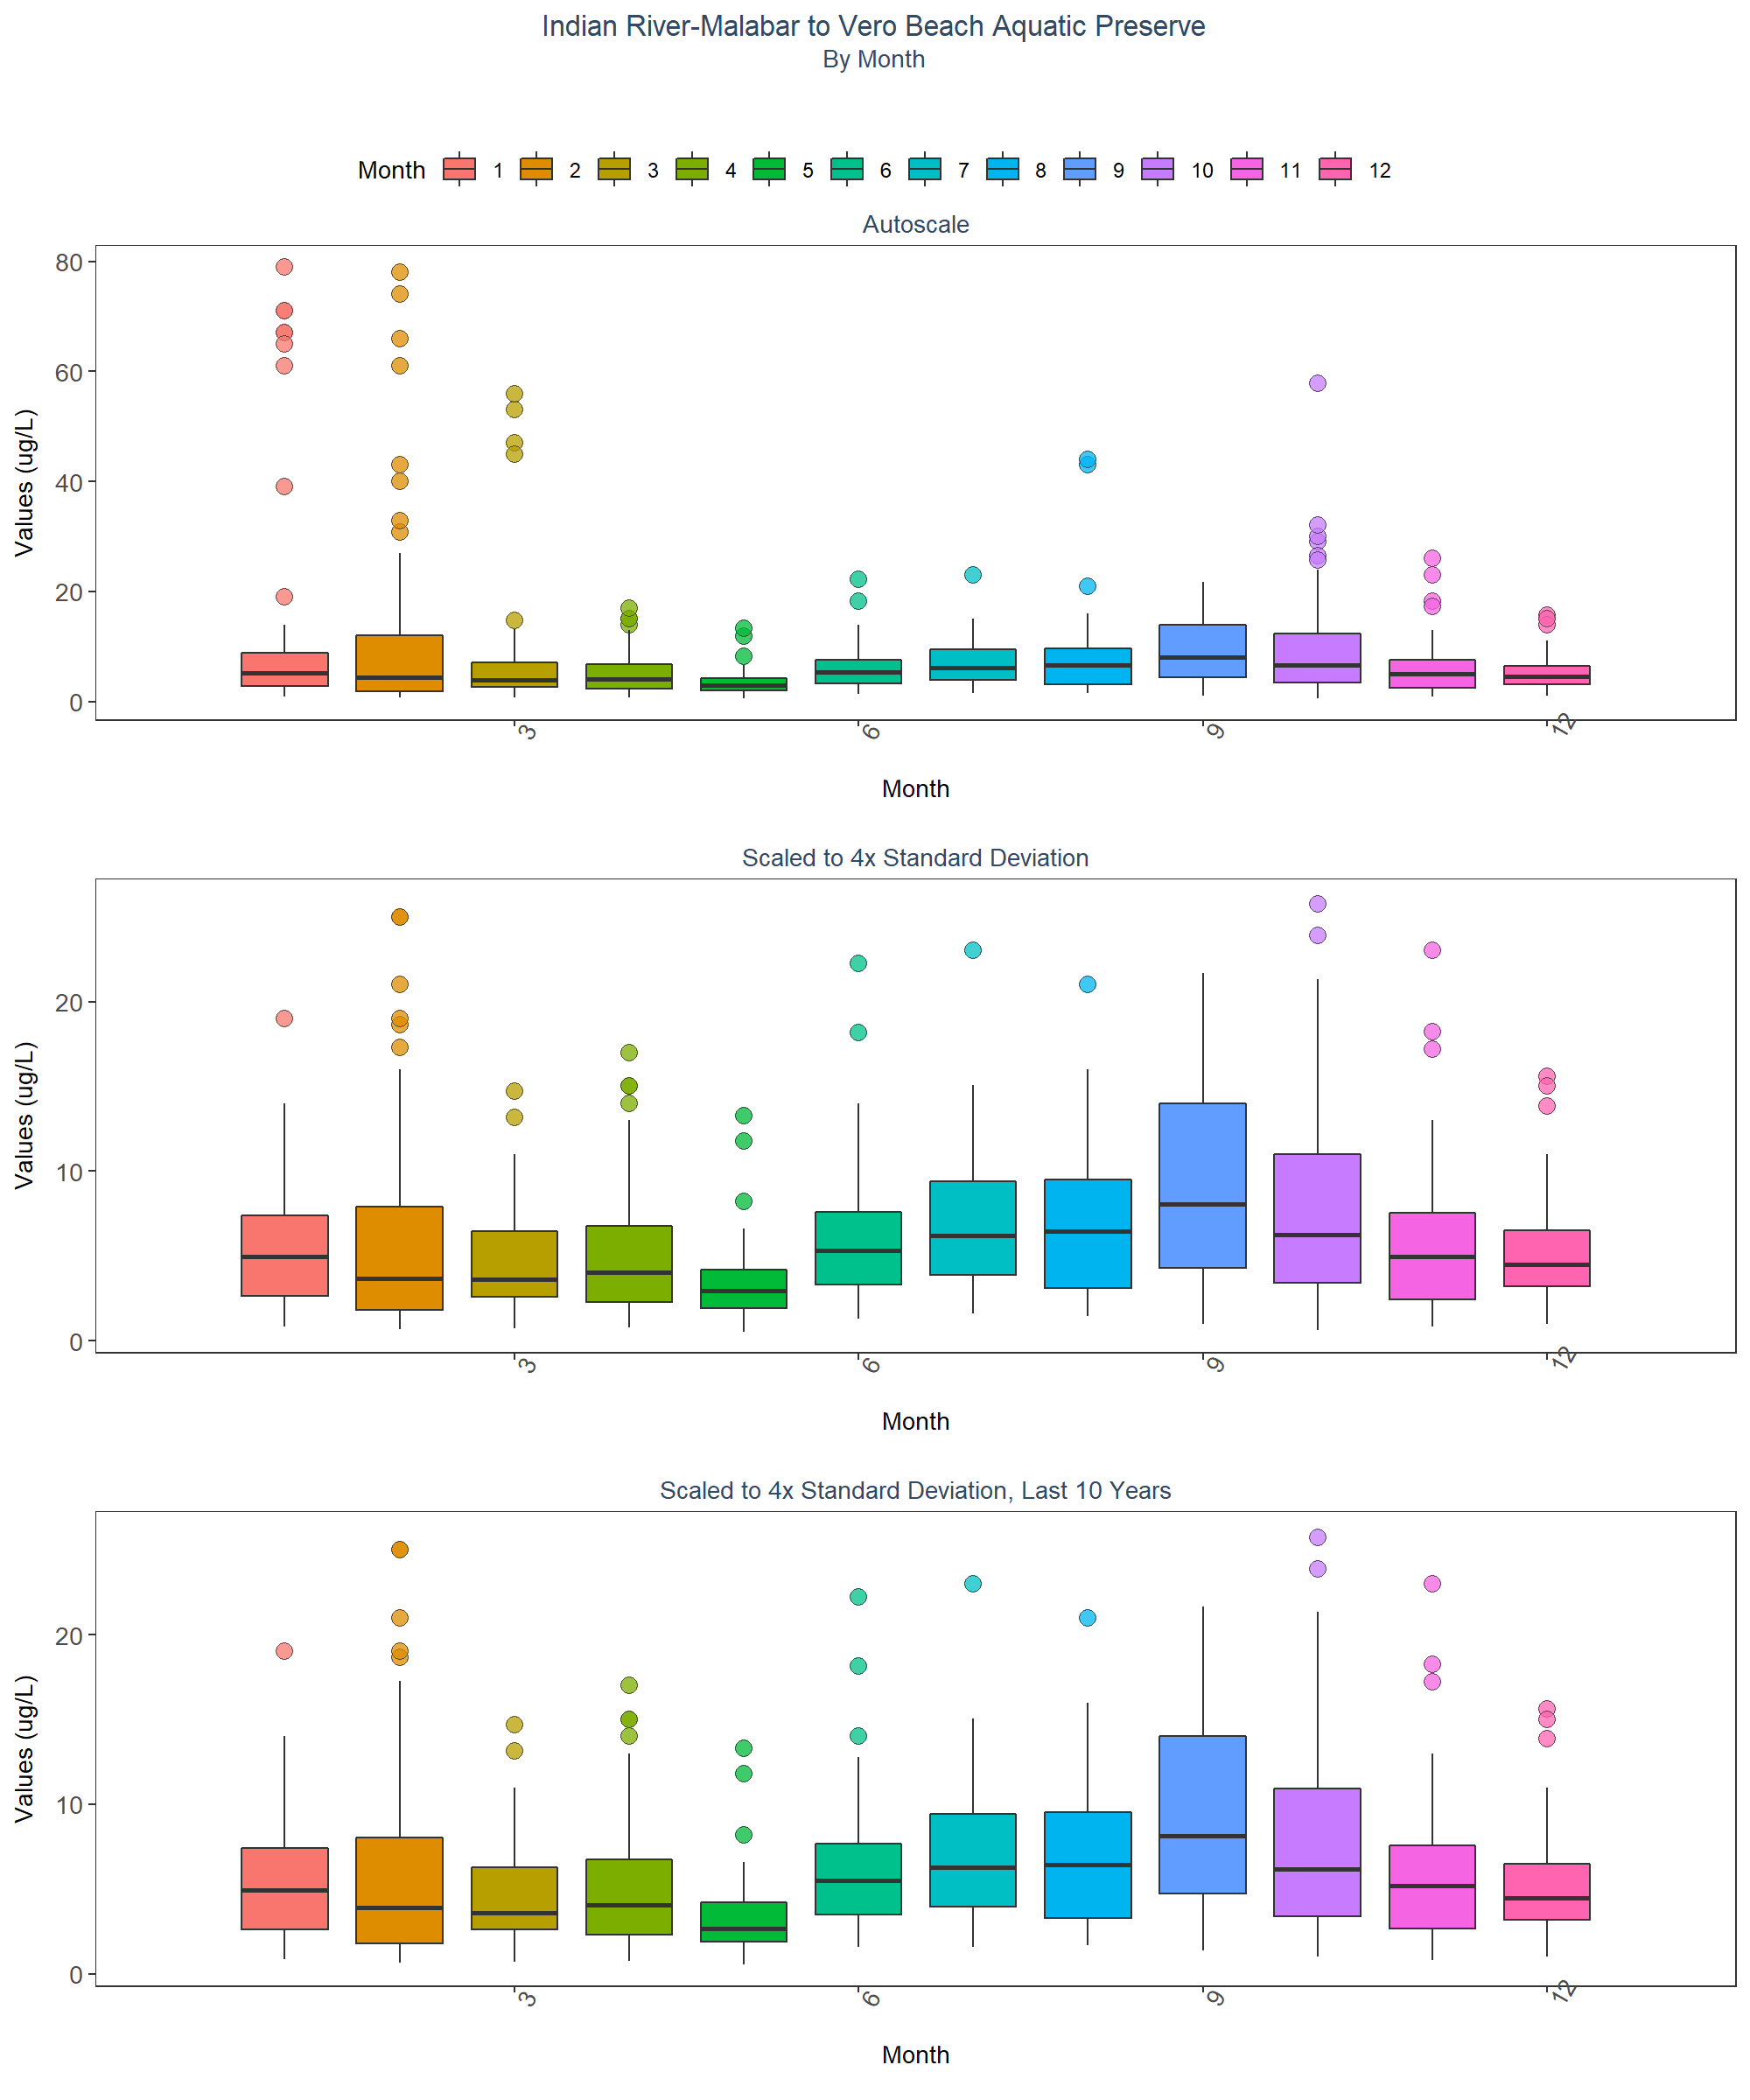 Indian River-Malabar to Vero Beach Aquatic Preserve
By Month
Month 1 2 3 4 5 6 7 8 9 10 11 12
Autoscale
80
60
40
20
0
Values (ug/L)
3 6 9 12
Month
Scaled to 4x Standard Deviation
20
10
0
Values (ug/L)
3 6 9 12
Month
Scaled to 4x Standard Deviation, Last 10 Years
20
10
0
Values (ug/L)
3 6 9 12
Month